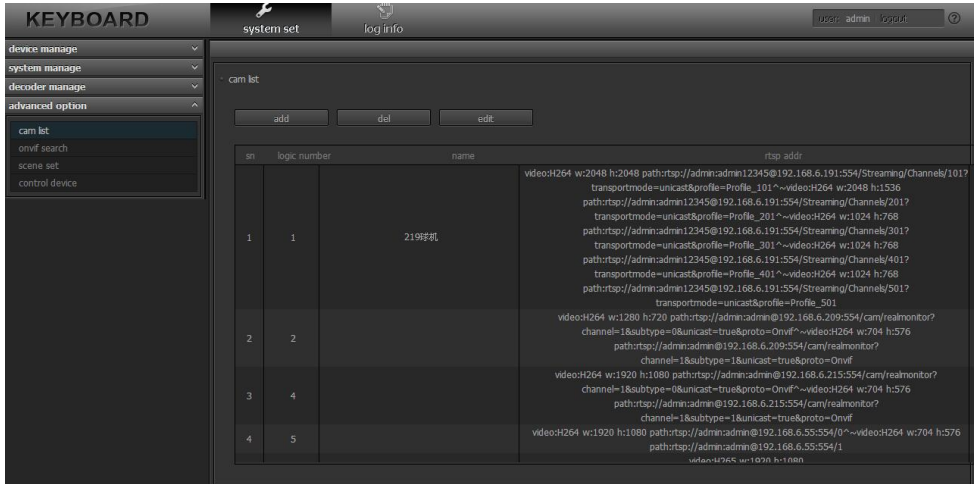 KEYBOARD
system set
log info
user: admin logout
device manage
system manage
decoder manage
advanced option
cam list
onvif search
scene set
control device
cam list
add del edit
sn logic number name rtsp addr
1 1 219球机
video:H264 w:2048 h:2048 path:rtsp://admin:admin12345@192.168.6.191:554/Streaming/Channels/101?
transportmode=unicast&profile=Profile_101^~video:H264 w:2048 h:1536
path:rtsp://admin:admin12345@192.168.6.191:554/Streaming/Channels/201?
transportmode=unicast&profile=Profile_201^~video:H264 w:1024 h:768
path:rtsp://admin:admin12345@192.168.6.191:554/Streaming/Channels/301?
transportmode=unicast&profile=Profile_301^~video:H264 w:1024 h:768
path:rtsp://admin:admin12345@192.168.6.191:554/Streaming/Channels/401?
transportmode=unicast&profile=Profile_401^~video:H264 w:1024 h:768
path:rtsp://admin:admin12345@192.168.6.191:554/Streaming/Channels/501?
transportmode=unicast&profile=Profile_501
2 2
video:H264 w:1280 h:720 path:rtsp://admin:admin@192.168.6.209:554/cam/realmonitor?
channel=1&subtype=0&unicast=true&proto=Onvif^~video:H264 w:704 h:576
path:rtsp://admin:admin@192.168.6.209:554/cam/realmonitor?
channel=1&subtype=1&unicast=true&proto=Onvif
3 4
video:H264 w:1920 h:1080 path:rtsp://admin:admin@192.168.6.215:554/cam/realmonitor?
channel=1&subtype=0&unicast=true&proto=Onvif^~video:H264 w:704 h:576
path:rtsp://admin:admin@192.168.6.215:554/cam/realmonitor?
channel=1&subtype=1&unicast=true&proto=Onvif
4 5
video:H264 w:1920 h:1080 path:rtsp://admin:admin@192.168.6.55:554/0^~video:H264 w:704 h:576
path:rtsp://admin:admin@192.168.6.55:554/1
video:H265 w:1920 h:1080